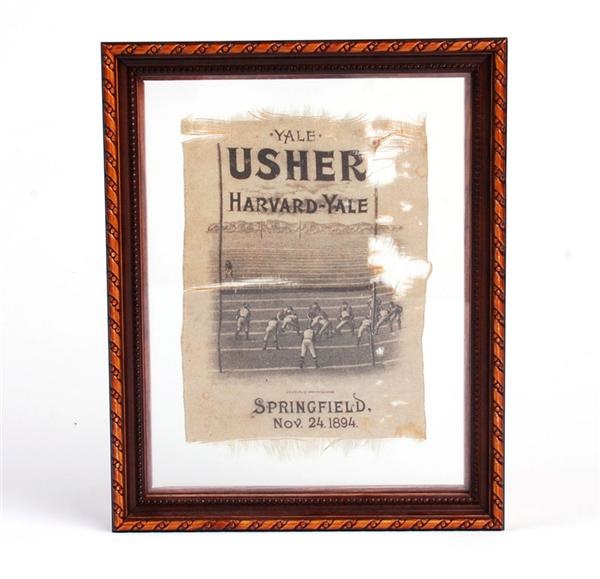 ·YALE·
USHER
HARVARD-YALE
SPRINGFIELD.
NOV. 24. 1894.